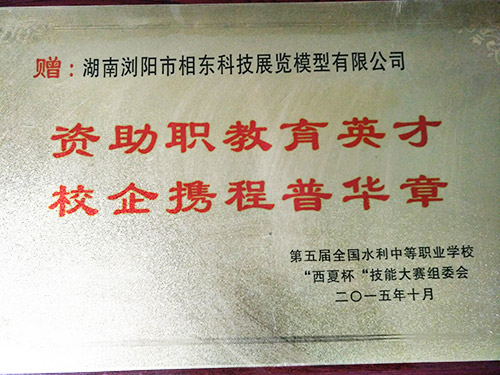 赠：湖南浏阳市相东科技展览模型有限公司
资助职教育英才
校企携程普华章
第五届全国水利中等职业学校
“西夏杯“技能大赛组委会
二〇一五年十月